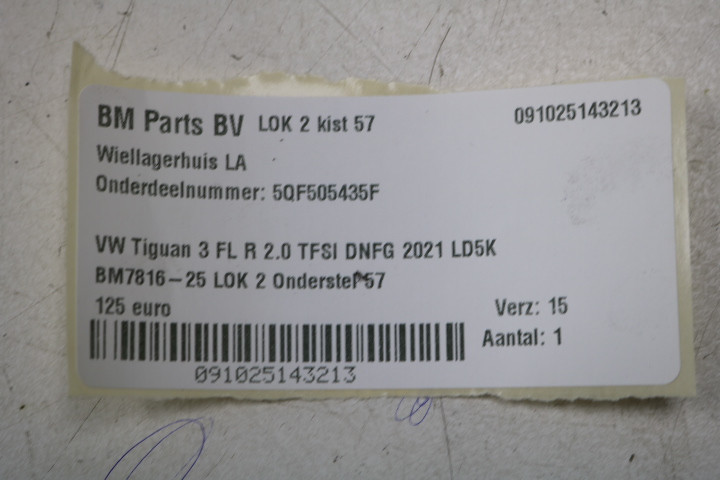 BM Parts BV LOK 2 kist 57 091025143213
Wiellagerhuis LA
Onderdeelnummer: 5QF505435F
VW Tiguan 3 FL R 2.0 TFSI DNFG 2021 LD5K
BM7816-25 LOK 2 Onderstel 57
125 euro Verz: 15
Aantal: 1
091025143213